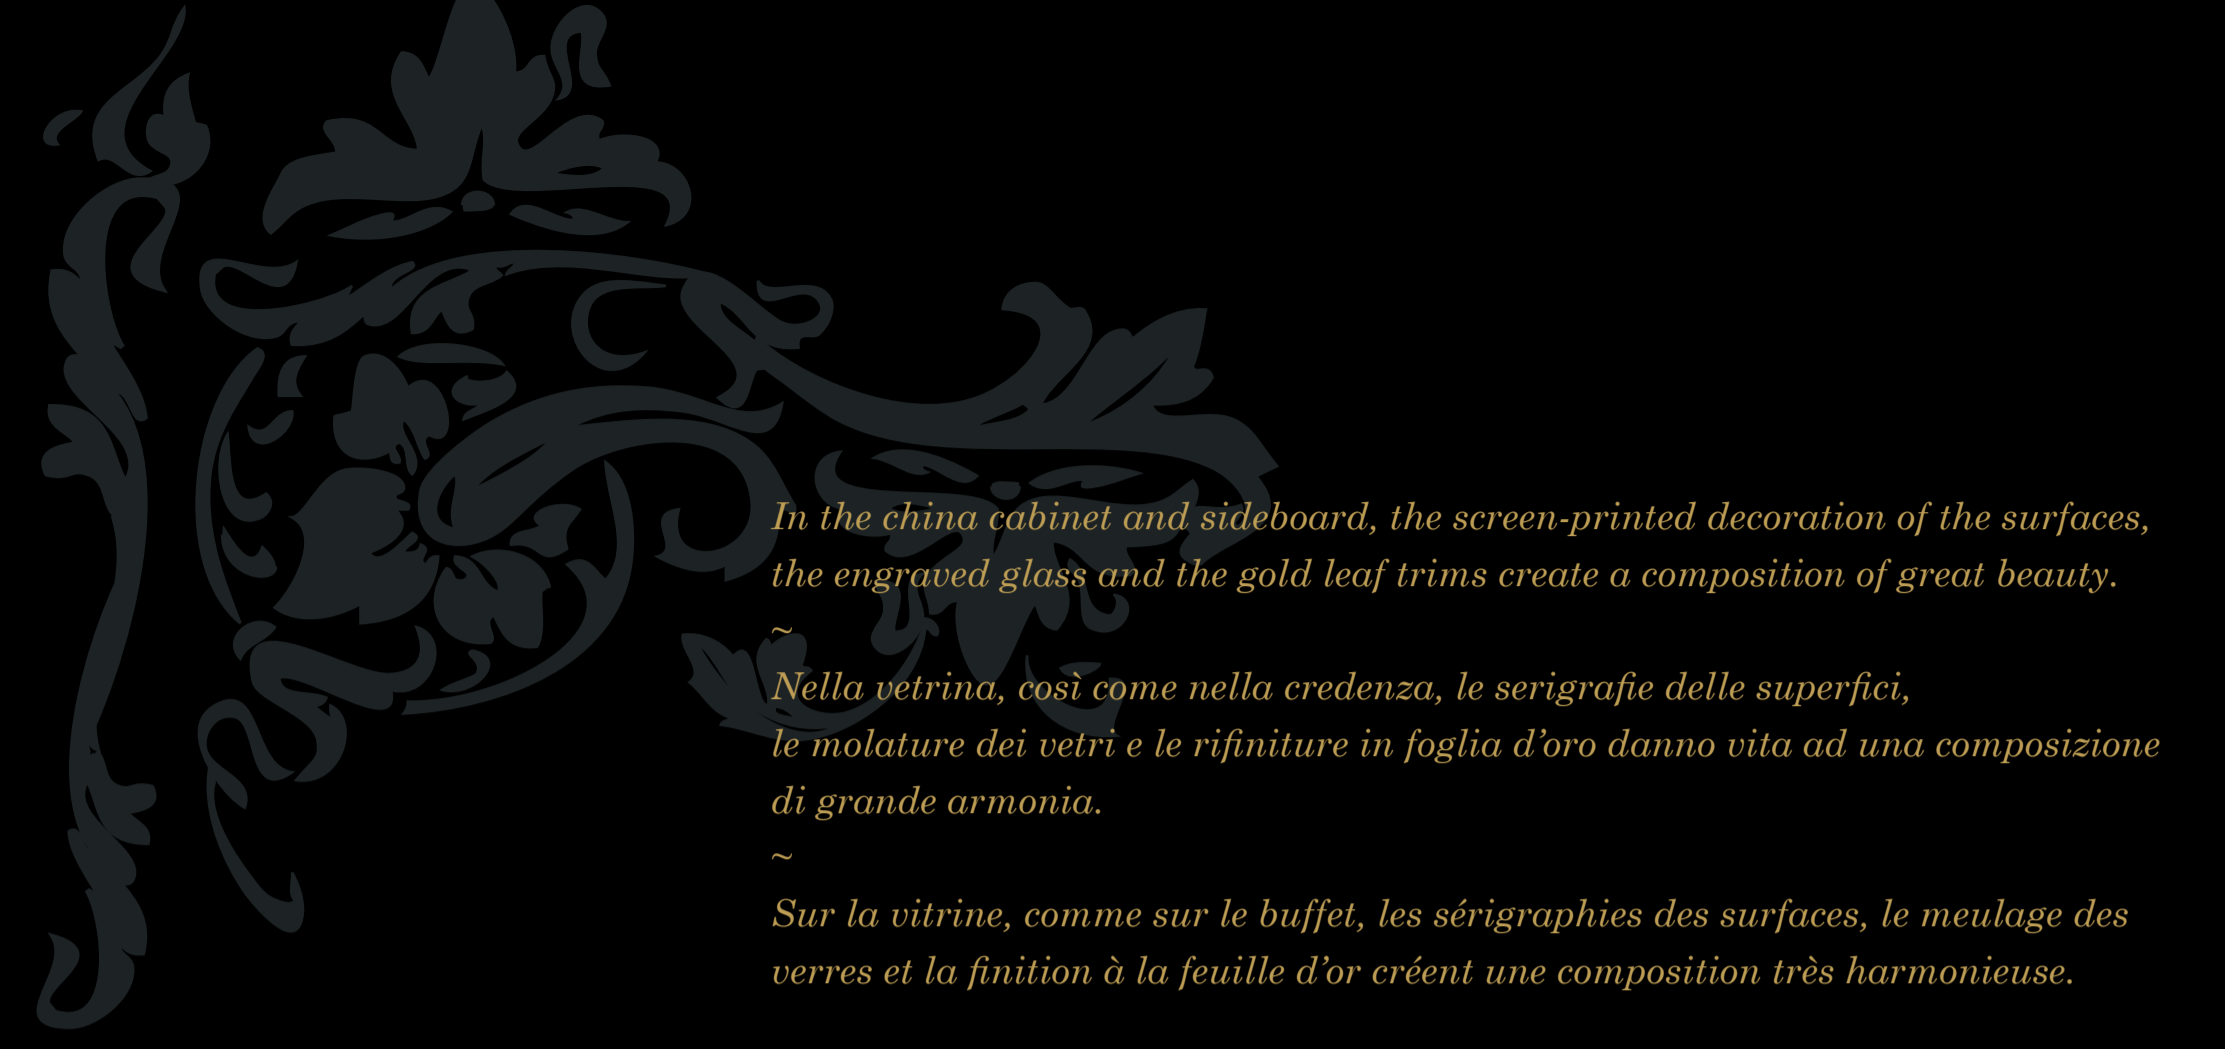 In the china cabinet and sideboard, the screen-printed decoration of the surfaces,
the engraved glass and the gold leaf trims create a composition of great beauty.
~
Nella vetrina, così come nella credenza, le serigrafie delle superfici,
le molature dei vetri e le rifiniture in foglia d’oro danno vita ad una composizione
di grande armonia.
~
Sur la vitrine, comme sur le buffet, les sérigraphies des surfaces, le meulage des
verres et la finition à la feuille d’or créent une composition très harmonieuse.